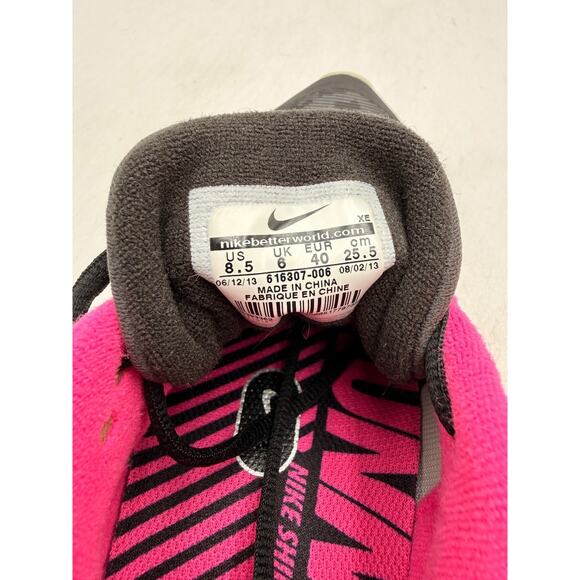 XE
nikebetterworld.com
US UK EUR cm
8.5 6 40 25.5
06/12/13 616307-006 08/02/13
MADE IN CHINA
FABRIQUE EN CHINE
NIKE SHI